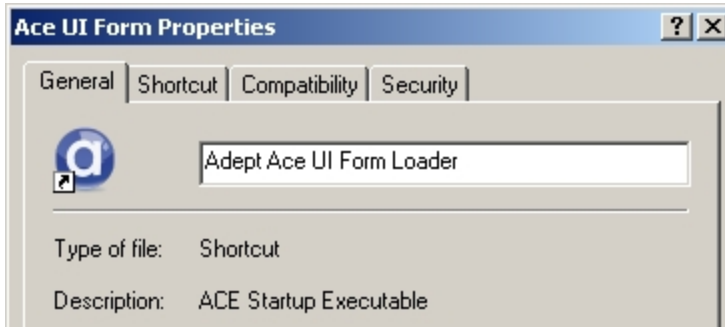 Ace UI Form Properties ? X
General Shortcut Compatibility Security
a Adept Ace UI Form Loader
Type of file: Shortcut
Description: ACE Startup Executable